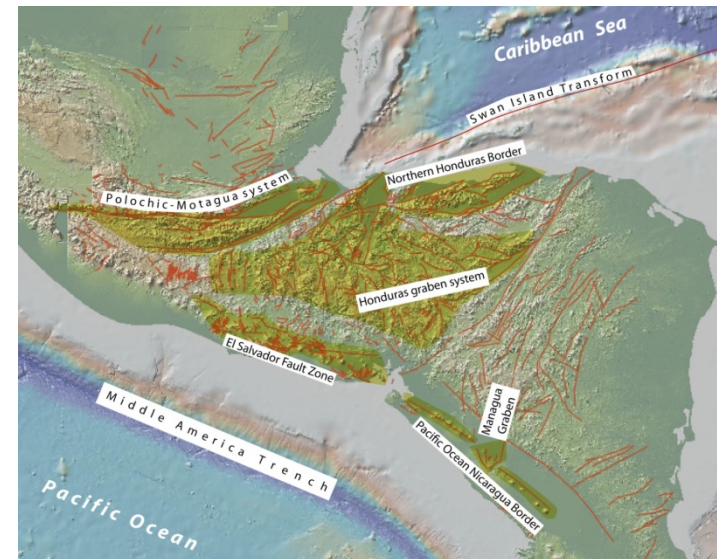 Caribbean Sea
Swan Island Transform
Northern Honduras Border
Polochic-Motagua system
Honduras graben system
El Salvador Fault Zone
Managua
Graben
Middle America Trench
Pacific Ocean Nicaragua Border
Pacific Ocean